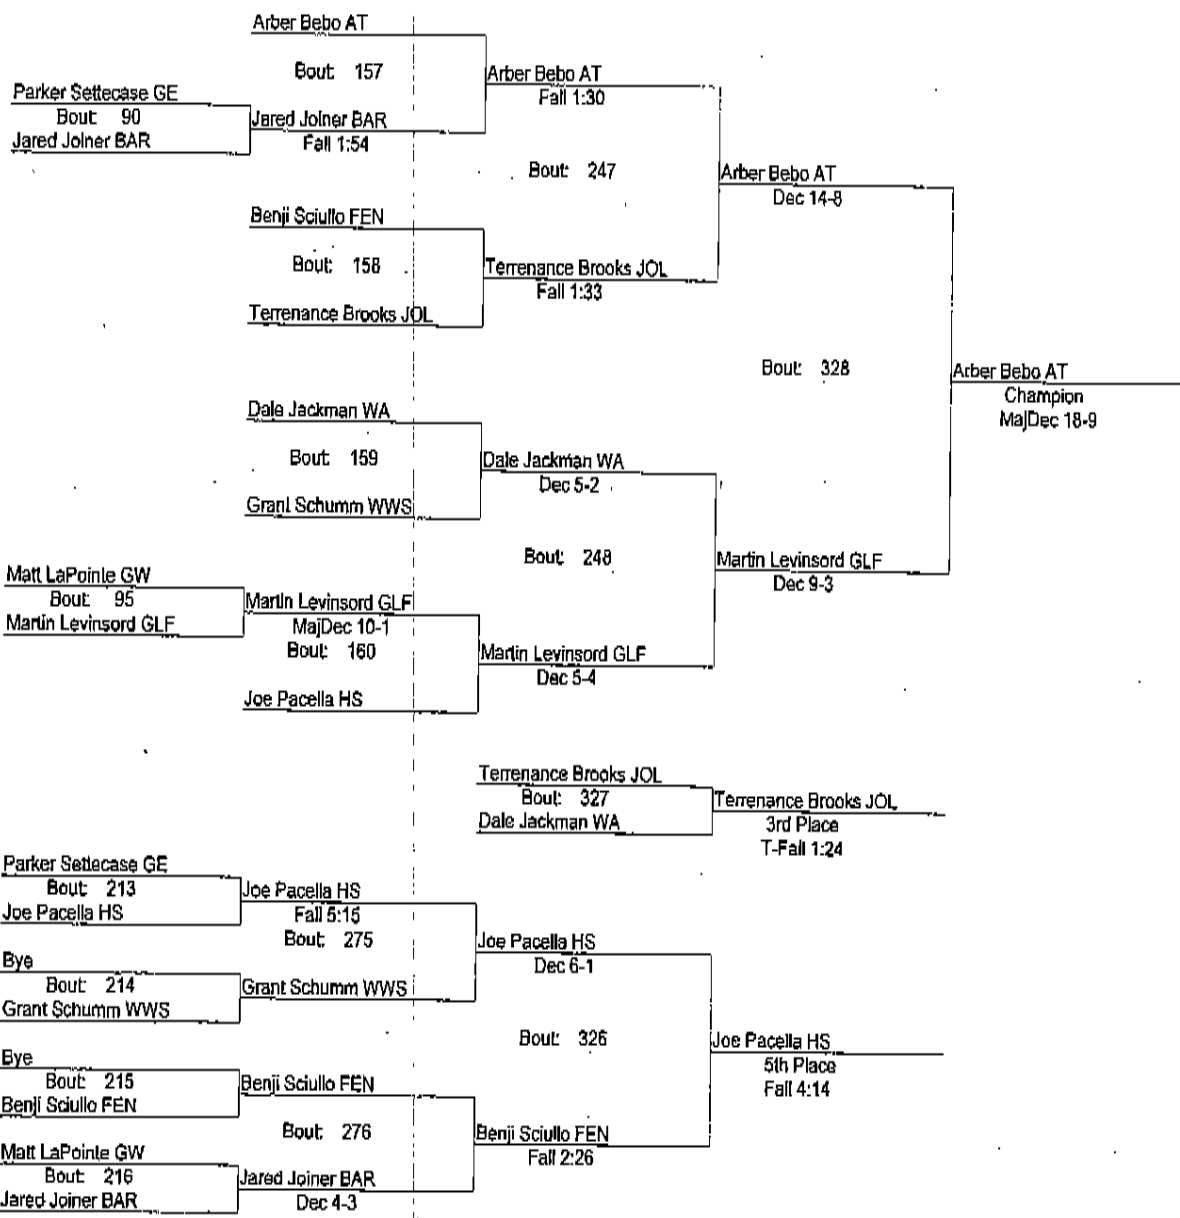 Arber Bebo AT
Bout: 157
Arber Bebo AT
Fall 1:30
Parker Settecase GE
Bout: 90
Jared Joiner BAR
Jared Joiner BAR
Fall 1:54
Bout: 247
Arber Bebo AT
Dec 14-8
Benji Sciullo FEN
Bout: 158
Terrenance Brooks JOL
Fall 1:33
Terrenance Brooks JOL
Bout: 328
Arber Bebo AT
Champion
MajDec 18-9
Dale Jackman WA
Bout: 159
Dale Jackman WA
Dec 5-2
Grant Schumm WWS
Bout: 248
Martin Levinsord GLF
Dec 9-3
Matt LaPointe GW
Bout: 95
Martin Levinsord GLF
Martin Levinsord GLF
MajDec 10-1
Bout: 160
Martin Levinsord GLF
Dec 5-4
Joe Pacella HS
Terrenance Brooks JOL
Bout: 327
Dale Jackman WA
Terrenance Brooks JOL
3rd Place
T-Fall 1:24
Parker Settecase GE
Bout: 213
Joe Pacella HS
Joe Pacella HS
Fall 5:15
Bout: 275
Joe Pacella HS
Dec 6-1
Bye
Bout: 214
Grant Schumm WWS
Grant Schumm WWS
Bout: 326
Joe Pacella HS
5th Place
Fall 4:14
Bye
Bout: 215
Benji Sciullo FEN
Benji Sciullo FEN
Bout: 276
Benji Sciullo FEN
Fall 2:26
Matt LaPointe GW
Bout: 216
Jared Joiner BAR
Jared Joiner BAR
Dec 4-3